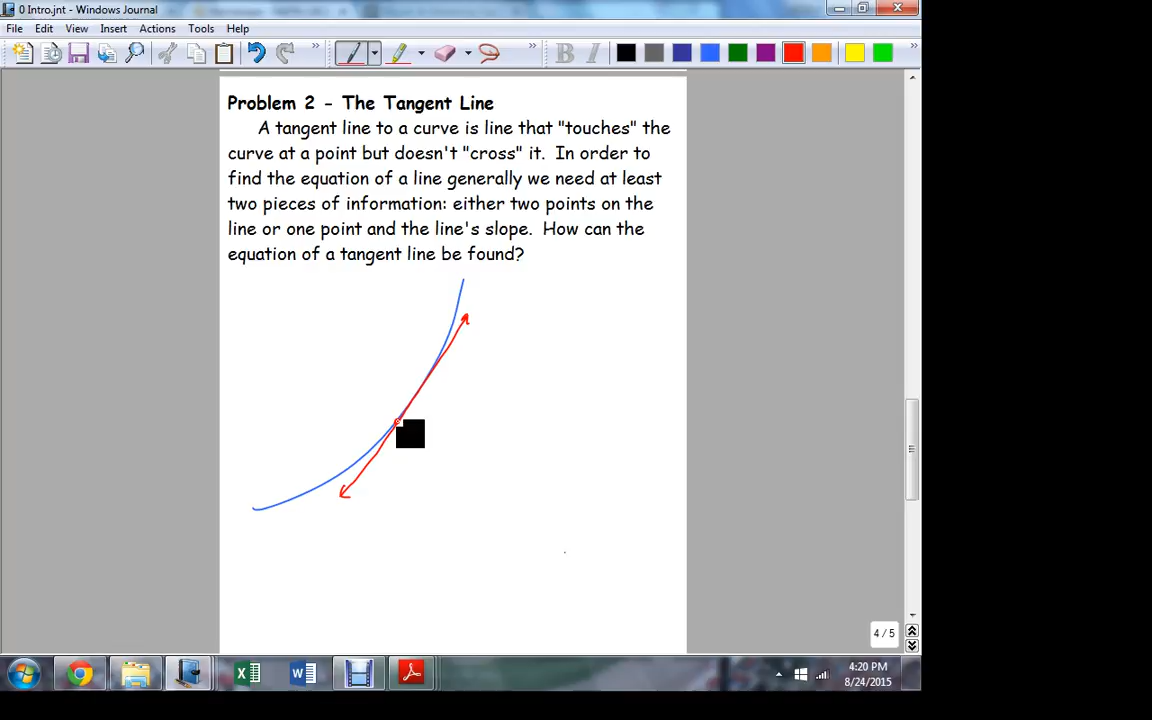 0 Intro.jnt - Windows Journal
File Edit View Insert Actions Tools Help
B I
Problem 2 - The Tangent Line
A tangent line to a curve is line that "touches" the
curve at a point but doesn't "cross" it. In order to
find the equation of a line generally we need at least
two pieces of information: either two points on the
line or one point and the line's slope. How can the
equation of a tangent line be found?
4 / 5
4:20 PM
8/24/2015